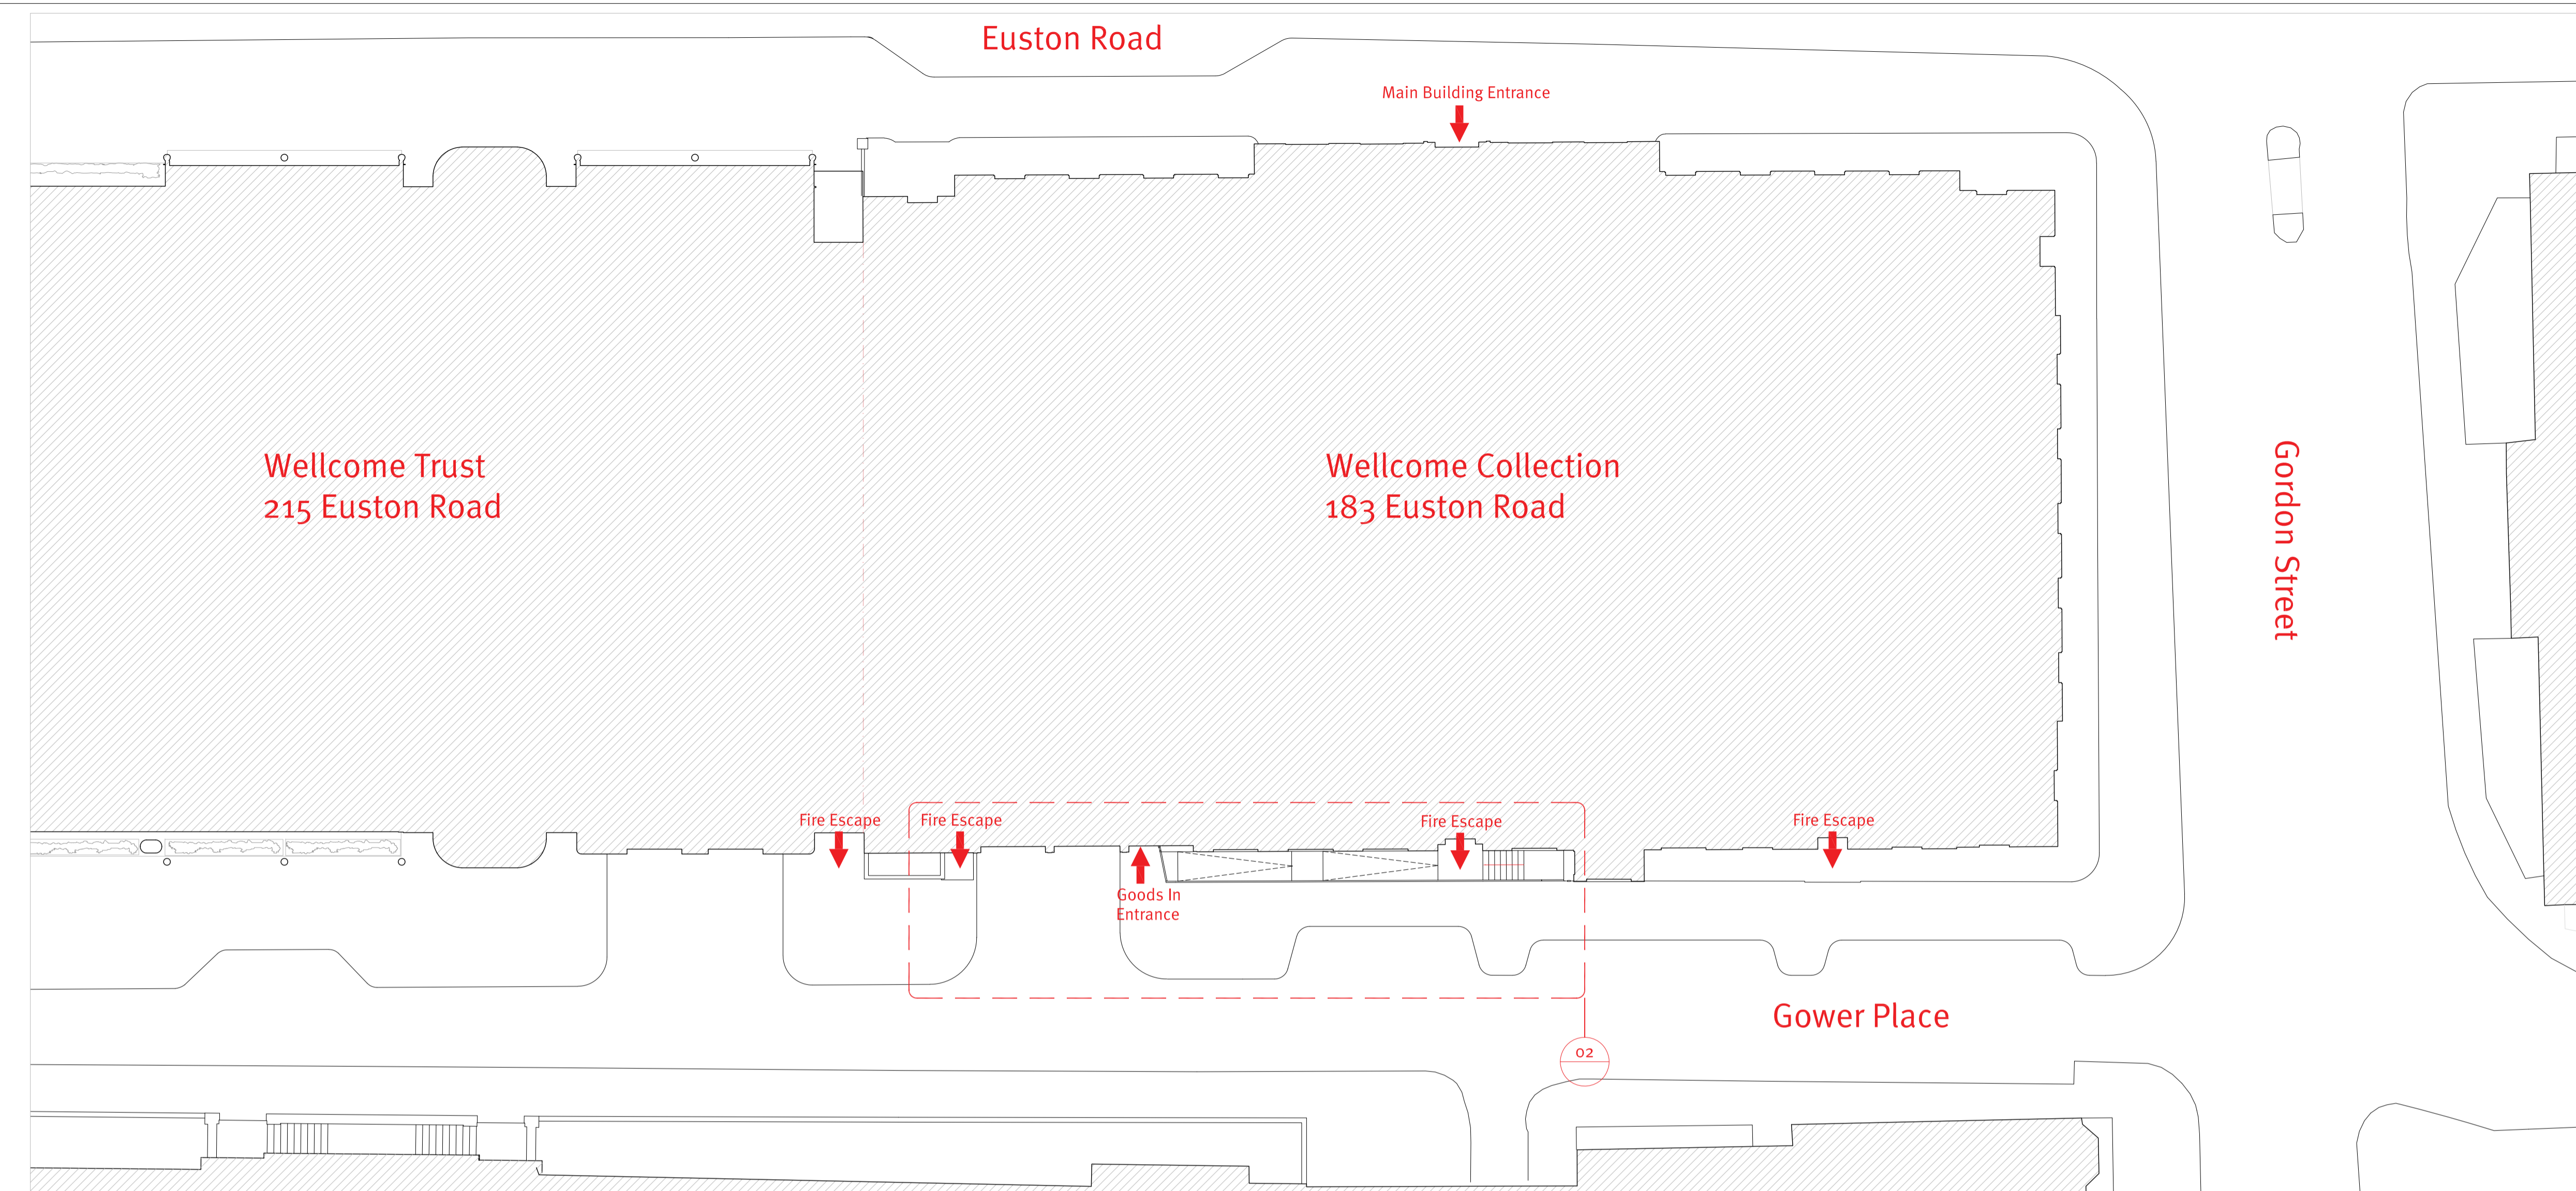 Euston Road
Main Building Entrance
Wellcome Trust
215 Euston Road
Wellcome Collection
183 Euston Road
Gordon Street
Fire Escape
Fire Escape
Fire Escape
Fire Escape
Goods In
Entrance
Gower Place
02